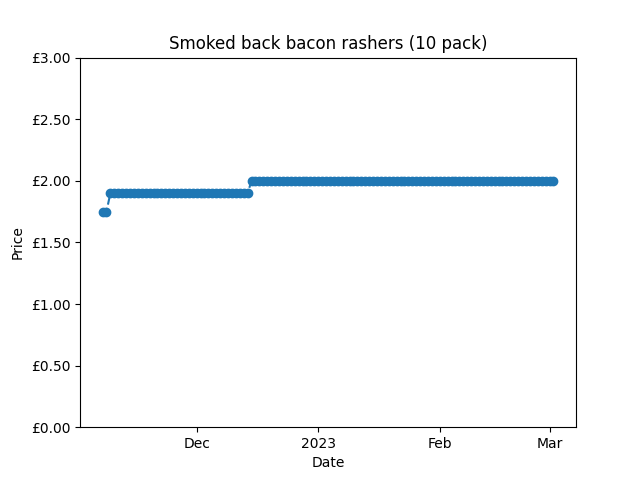 Smoked back bacon rashers (10 pack)
£3.00
£2.50
£2.00
£1.50
£1.00
£0.50
£0.00
Price
Dec
2023
Feb
Mar
Date